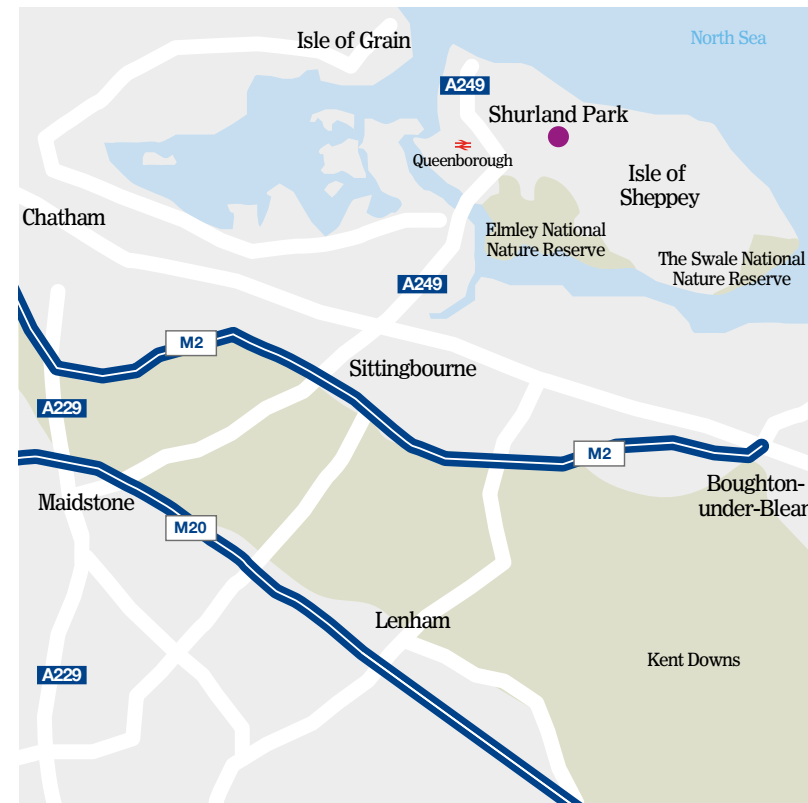 North Sea
Isle of Grain
A249
Shurland Park
Queenborough
Isle of
Sheppey
Chatham
Elmley National
Nature Reserve
The Swale National
Nature Reserve
A249
M2
Sittingbourne
A229
M2
Boughton-
under-Blean
Maidstone
M20
Lenham
Kent Downs
A229